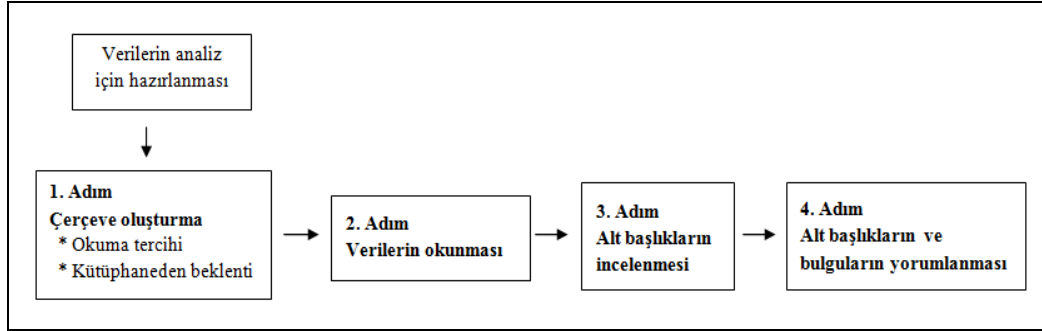 Verilerin analiz
için hazırlanması
1. Adım
Çerçeve oluşturma
* Okuma tercihi
* Kütüphaneden beklenti
2. Adım
Verilerin okunması
3. Adım
Alt başlıkların
incelenmesi
4. Adım
Alt başlıkların ve
bulguların yorumlanması